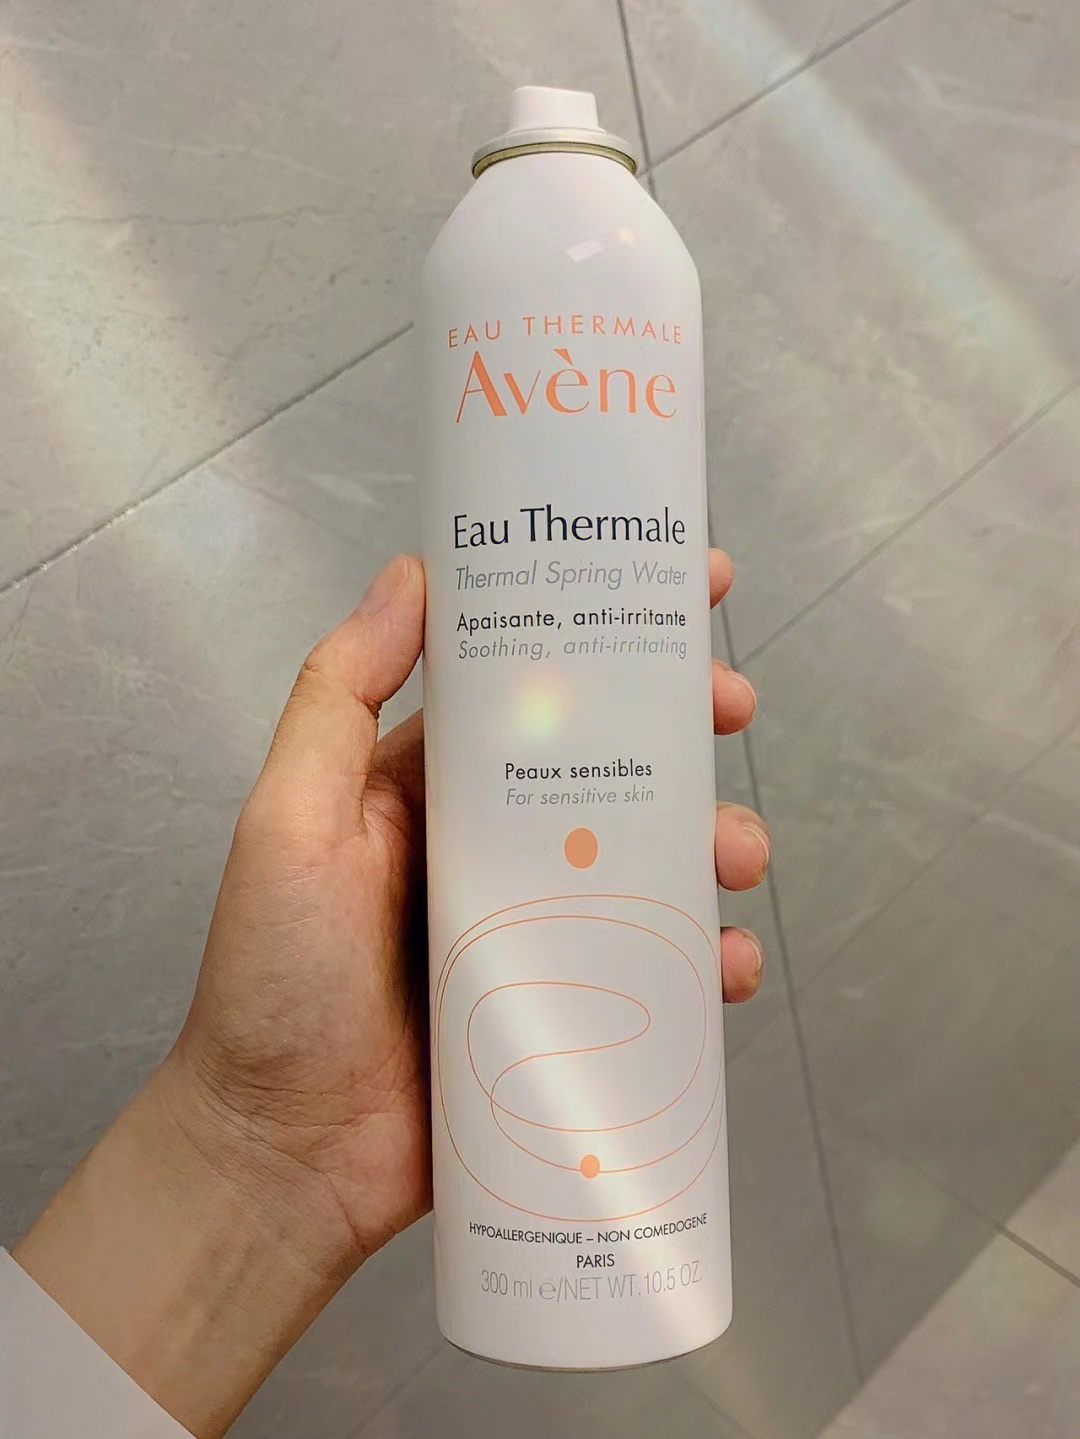 EAU THERMALE
Avène
Eau Thermale
Thermal Spring Water
Apaisante, anti-irritante
Soothing, anti-irritating
Peaux sensibles
For sensitive skin
HYPOALLERGENIQUE – NON COMEDOGENE
PARIS
300 ml e/NET WT. 10.5 OZ.